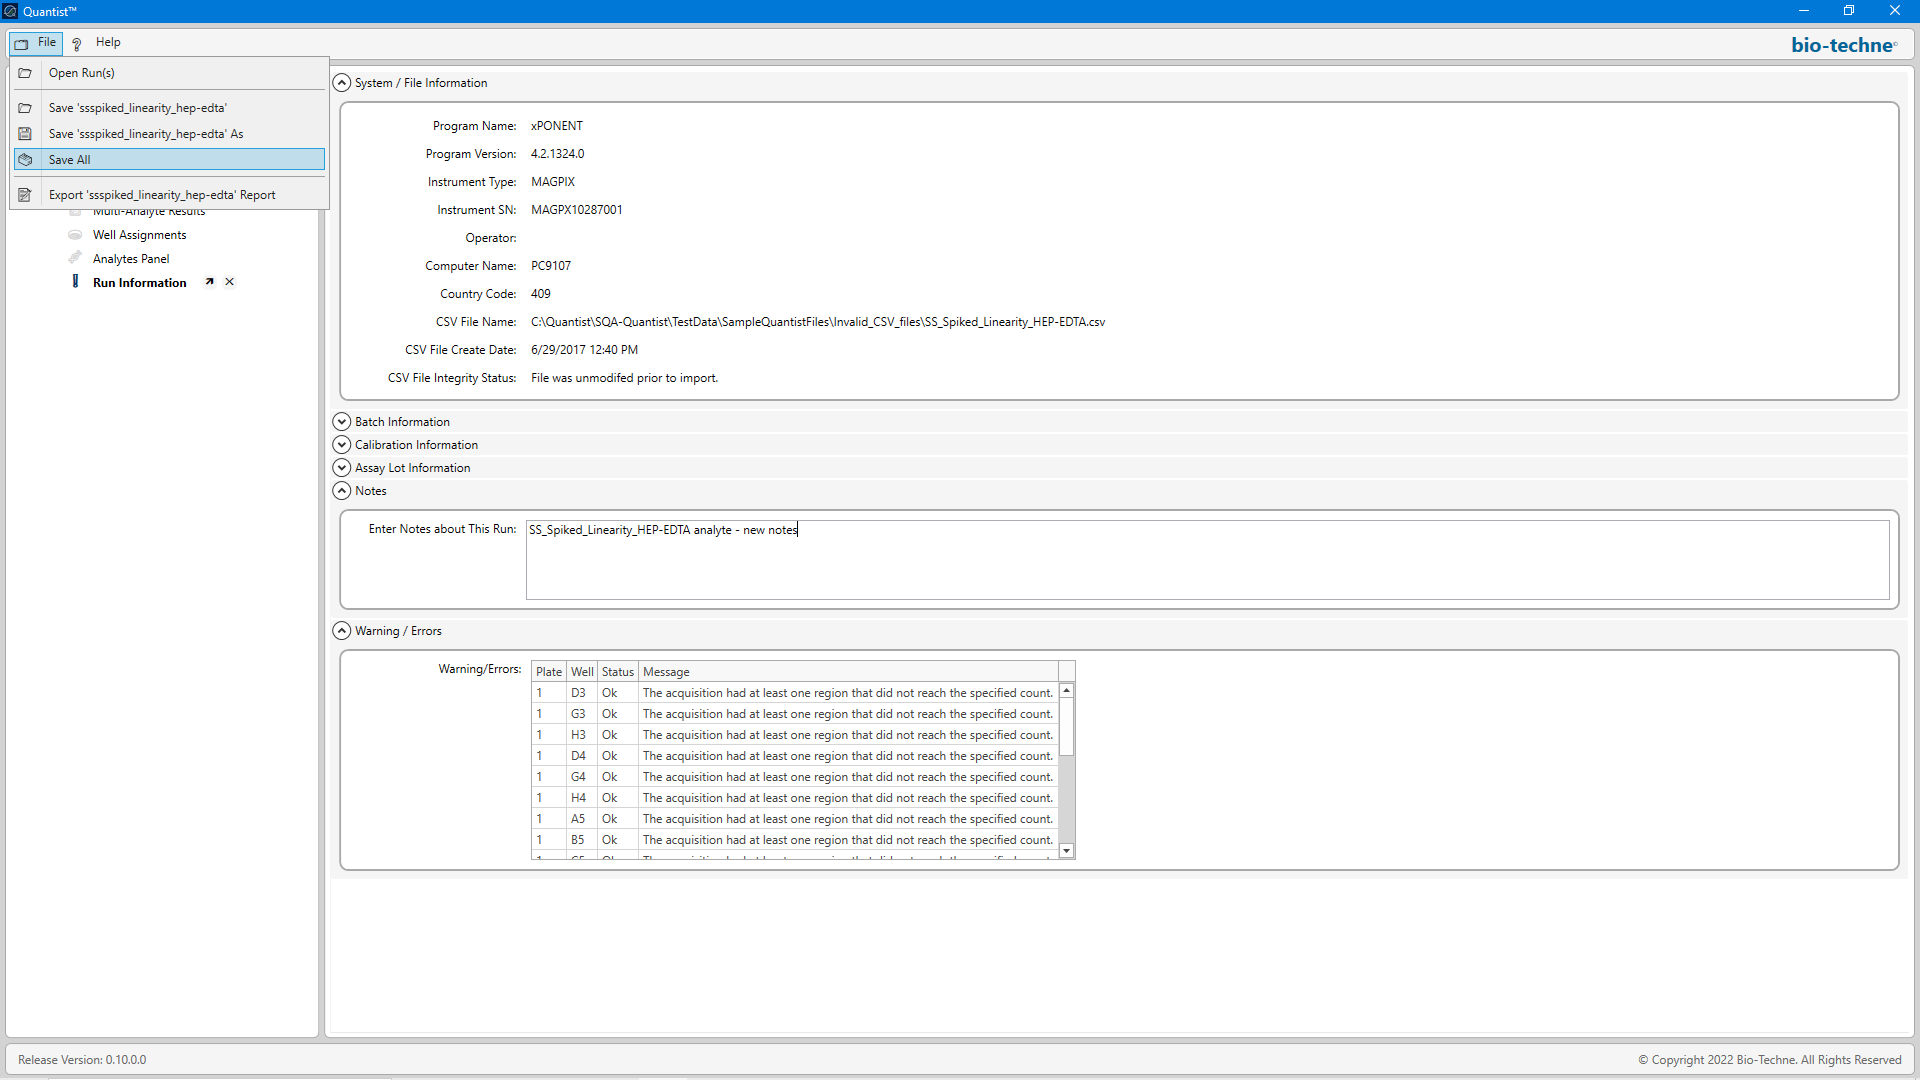 Quantist™
File
Help
bio-techne
Open Run(s)
Save 'ssspiked_linearity_hep-edta'
Save 'ssspiked_linearity_hep-edta' As
Save All
Export 'ssspiked_linearity_hep-edta' Report
Multi-Analyte Results
Well Assignments
Analytes Panel
Run Information
System / File Information
Program Name: xPONENT
Program Version: 4.2.1324.0
Instrument Type: MAGPIX
Instrument SN: MAGPX10287001
Operator:
Computer Name: PC9107
Country Code: 409
CSV File Name: C:\Quantist\SQA-Quantist\TestData\SampleQuantistFiles\Invalid_CSV_files\SS_Spiked_Linearity_HEP-EDTA.csv
CSV File Create Date: 6/29/2017 12:40 PM
CSV File Integrity Status: File was unmodifed prior to import.
Batch Information
Calibration Information
Assay Lot Information
Notes
Enter Notes about This Run: SS_Spiked_Linearity_HEP-EDTA analyte - new notes
Warning / Errors
Warning/Errors:
Plate Well Status Message
1 D3 Ok The acquisition had at least one region that did not reach the specified count.
1 G3 Ok The acquisition had at least one region that did not reach the specified count.
1 H3 Ok The acquisition had at least one region that did not reach the specified count.
1 D4 Ok The acquisition had at least one region that did not reach the specified count.
1 G4 Ok The acquisition had at least one region that did not reach the specified count.
1 H4 Ok The acquisition had at least one region that did not reach the specified count.
1 A5 Ok The acquisition had at least one region that did not reach the specified count.
1 B5 Ok The acquisition had at least one region that did not reach the specified count.
Release Version: 0.10.0.0
© Copyright 2022 Bio-Techne. All Rights Reserved